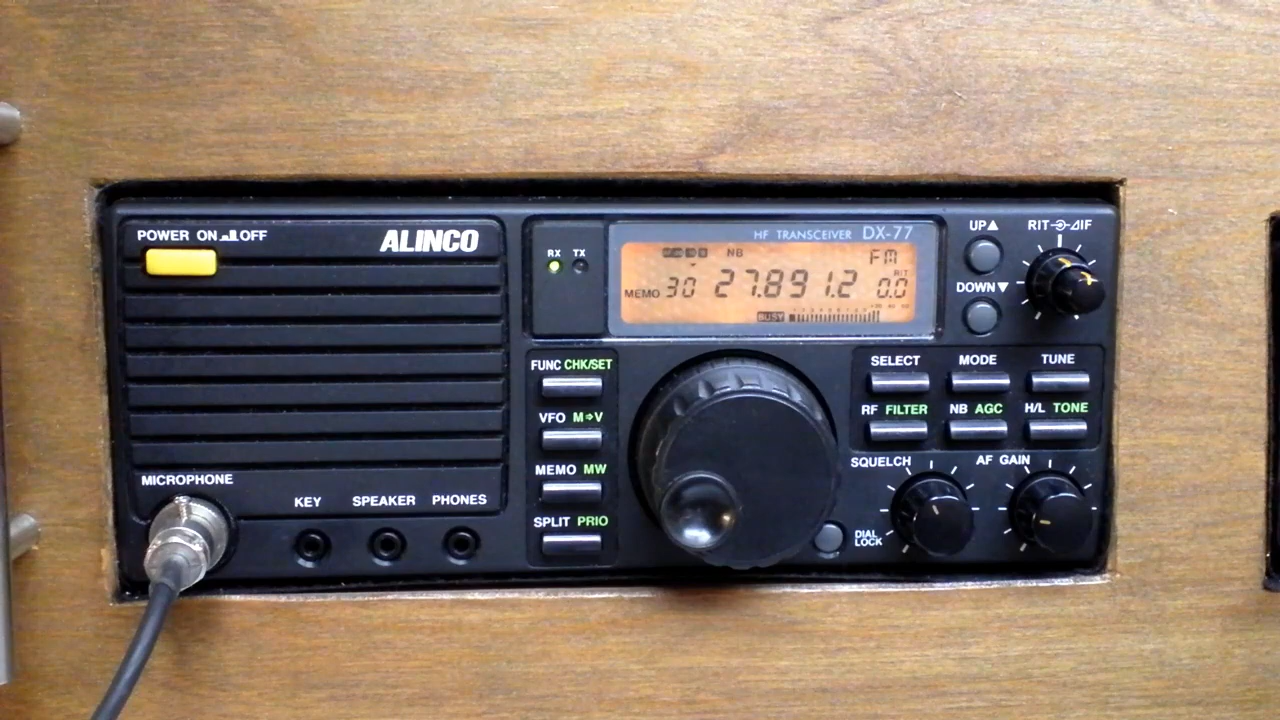 POWER ON OFF
ALINCO
RX TX
HF TRANSCEIVER DX-77
NB FM
RIT
MEMO 30 27.891.2 0.0
BUSY
UP▲
DOWN▼
RIT IF
FUNC CHK/SET
VFO M⇨V
MEMO MW
SPLIT PRIO
SELECT MODE TUNE
RF FILTER NB AGC H/L TONE
SQUELCH AF GAIN
DIAL
LOCK
MICROPHONE
KEY SPEAKER PHONES